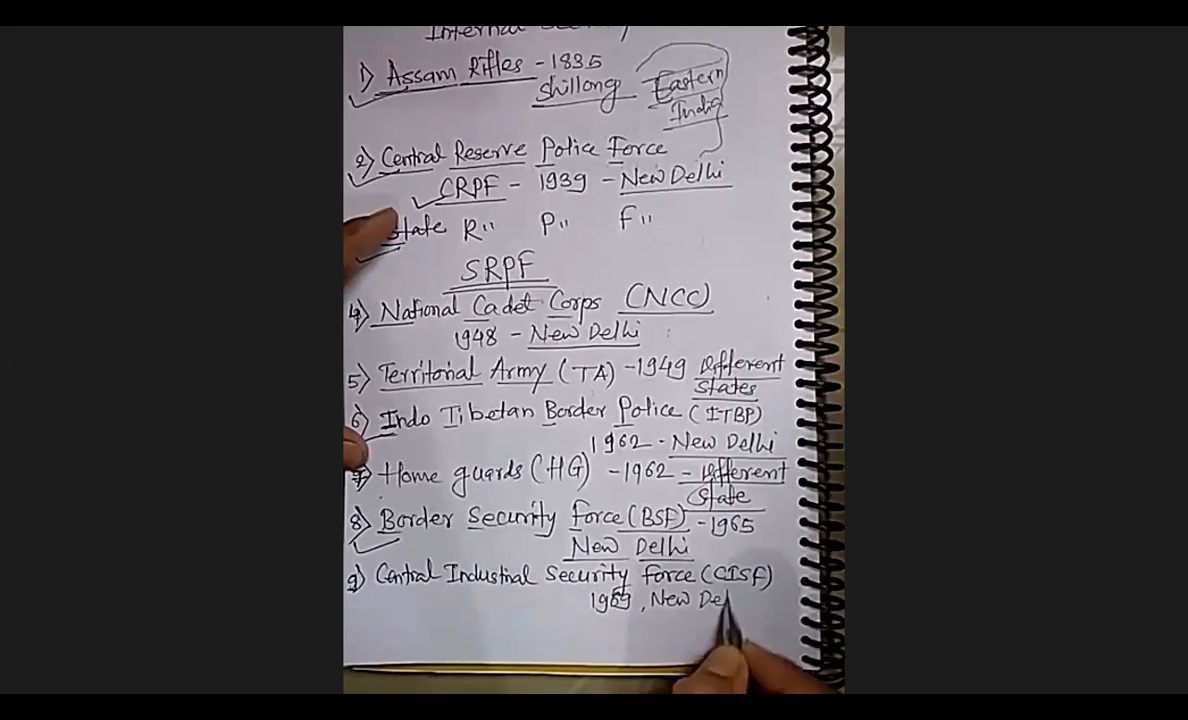 Internal Security
1) Assam Rifles - 1835
Shillong Eastern
India
2) Central Reserve Police Force
CRPF - 1939 - New Delhi
State R" P" F"
SRPF
4) National Cadet Corps (NCC)
1948 - New Delhi
5) Territorial Army (TA) - 1949 Different
States
6) Indo Tibetan Border Police (ITBP)
1962 - New Delhi
7) Home guards (HG) - 1962 - Different
State
8) Border Security Force (BSF) - 1965
New Delhi
9) Central Industrial Security Force (CISF)
1969, New Del